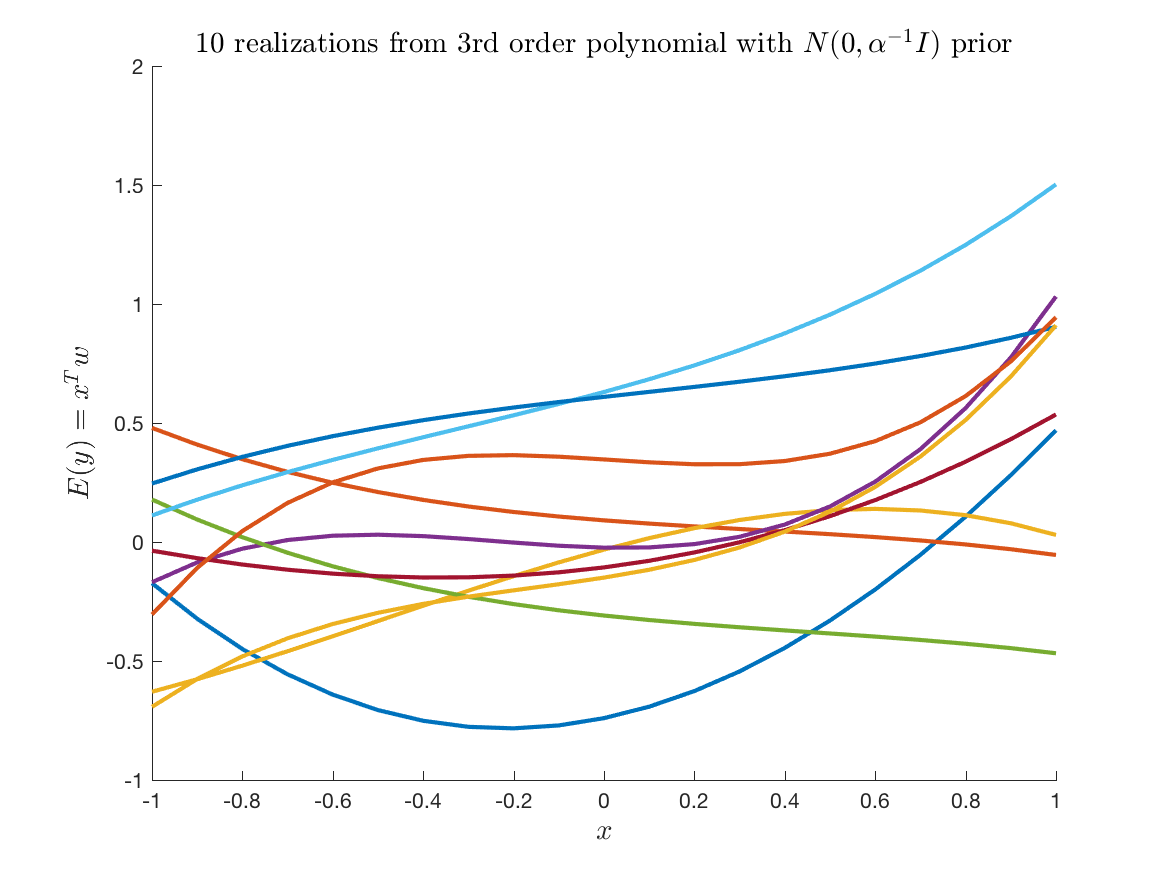 10 realizations from 3rd order polynomial with $N(0, \alpha^{-1}I)$ prior
2
1.5
1
0.5
0
-0.5
-1
$E(y) = x^T w$
-1 -0.8 -0.6 -0.4 -0.2 0 0.2 0.4 0.6 0.8 1
$x$